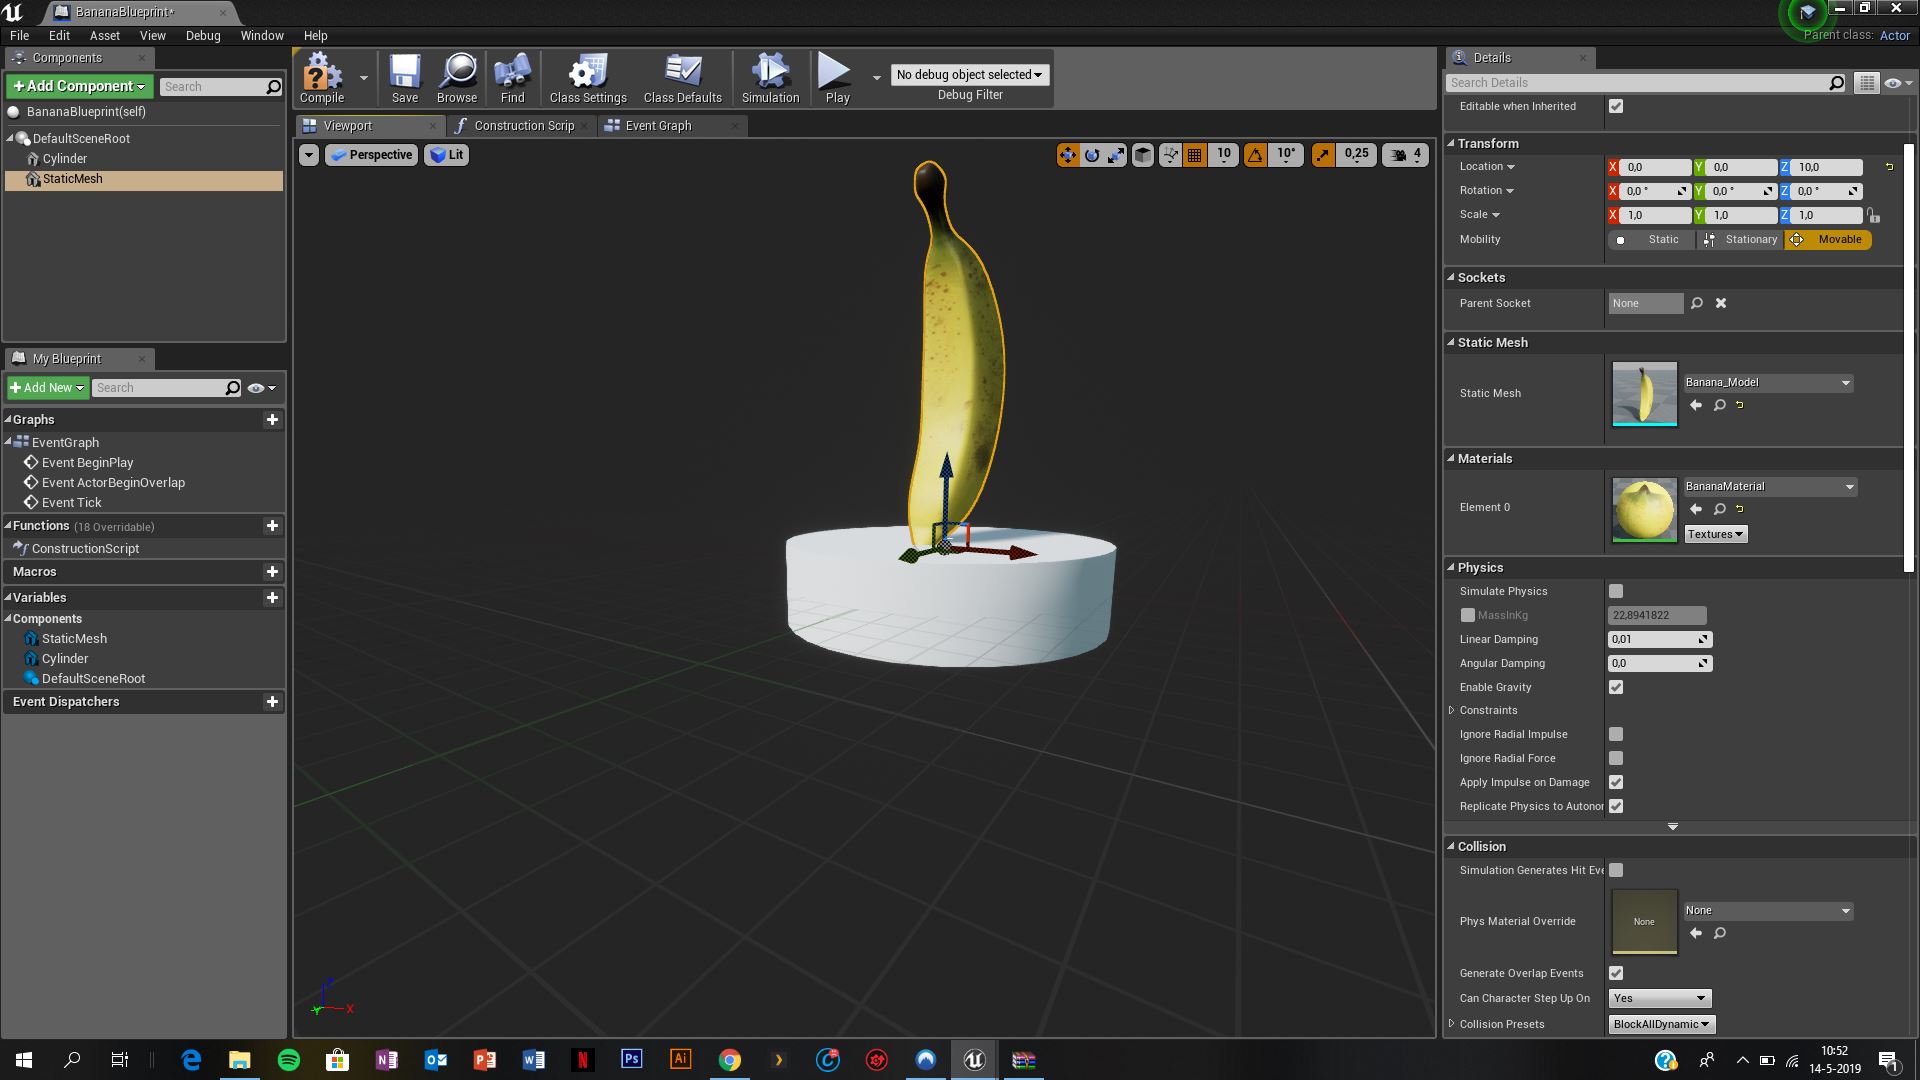 BananaBlueprint*
File Edit Asset View Debug Window Help
Parent class: Actor
Components
+Add Component
Search
BananaBlueprint(self)
DefaultSceneRoot
Cylinder
StaticMesh
My Blueprint
+Add New
Search
Graphs
EventGraph
Event BeginPlay
Event ActorBeginOverlap
Event Tick
Functions (18 Overridable)
ConstructionScript
Macros
Variables
Components
StaticMesh
Cylinder
DefaultSceneRoot
Event Dispatchers
Compile Save Browse Find Class Settings Class Defaults Simulation Play
No debug object selected
Debug Filter
Viewport Construction Scrip Event Graph
Perspective Lit
10 10° 0,25 4
X
Details
Search Details
Editable when Inherited
Transform
Location X 0,0 Y 0,0 Z 10,0
Rotation X 0,0 ° Y 0,0 ° Z 0,0 °
Scale X 1,0 Y 1,0 Z 1,0
Mobility Static Stationary Movable
Sockets
Parent Socket None
Static Mesh
Static Mesh Banana_Model
Materials
Element 0 BananaMaterial
Textures
Physics
Simulate Physics
MassInKg 22,8941822
Linear Damping 0,01
Angular Damping 0,0
Enable Gravity
Constraints
Ignore Radial Impulse
Ignore Radial Force
Apply Impulse on Damage
Replicate Physics to Autonor
Collision
Simulation Generates Hit Eve
Phys Material Override None None
Generate Overlap Events
Can Character Step Up On Yes
Collision Presets BlockAllDynamic
Ps Ai
10:52
14-5-2019
1